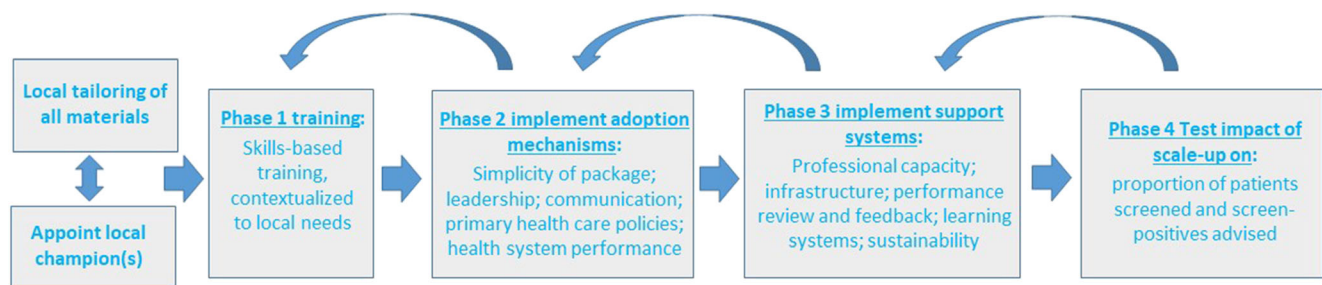 Local tailoring of
all materials
Appoint local
champion(s)
Phase 1 training:
Skills-based
training,
contextualized
to local needs
Phase 2 implement adoption
mechanisms:
Simplicity of package;
leadership; communication;
primary health care policies;
health system performance
Phase 3 implement support
systems:
Professional capacity;
infrastructure; performance
review and feedback; learning
systems; sustainability
Phase 4 Test impact of
scale-up on:
proportion of patients
screened and screen-
positives advised